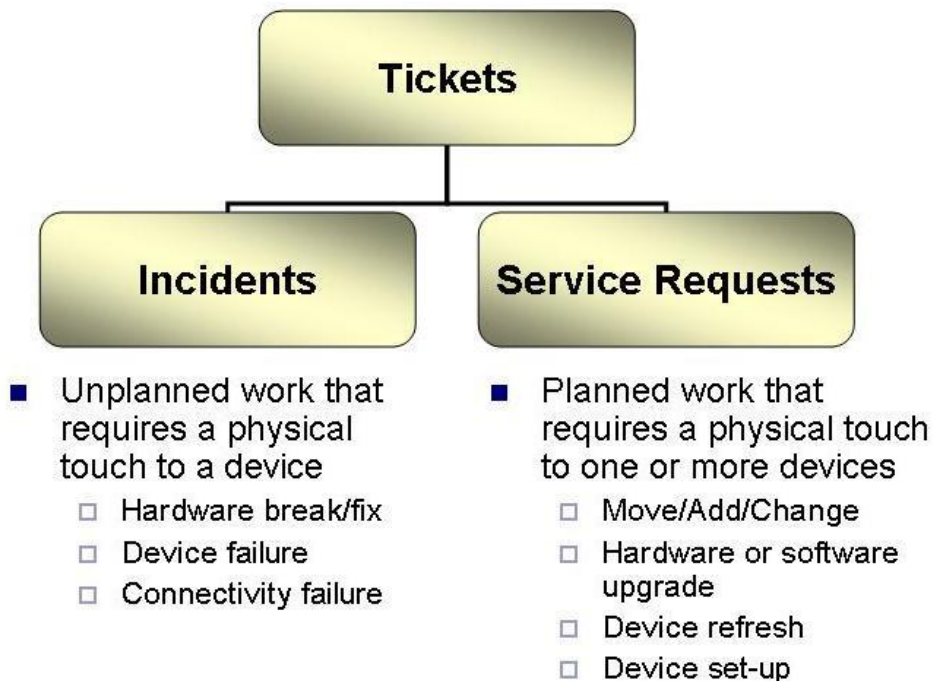 Tickets
Incidents
Service Requests
Unplanned work that
requires a physical
touch to a device
Hardware break/fix
Device failure
Connectivity failure
Planned work that
requires a physical touch
to one or more devices
Move/Add/Change
Hardware or software
upgrade
Device refresh
Device set-up